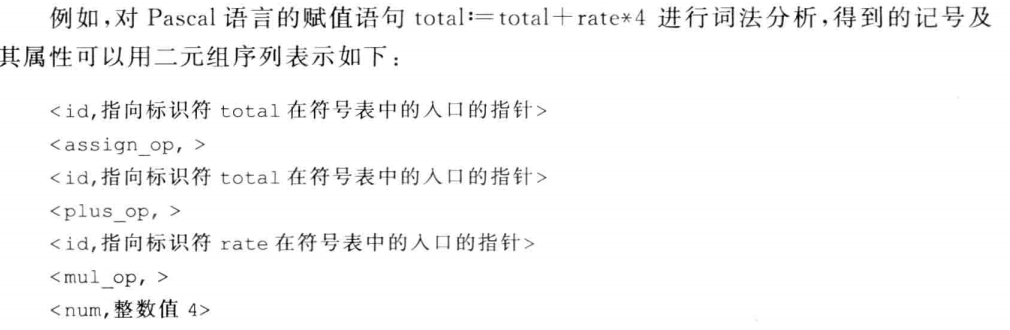 例如,对 Pascal 语言的赋值语句 total:=total+rate*4 进行词法分析,得到的记号及
其属性可以用二元组序列表示如下:
<id,指向标识符 total 在符号表中的入口的指针>
<assign_op, >
<id,指向标识符 total 在符号表中的入口的指针>
<plus_op, >
<id,指向标识符 rate 在符号表中的入口的指针>
<mul_op, >
<num,整数值 4>